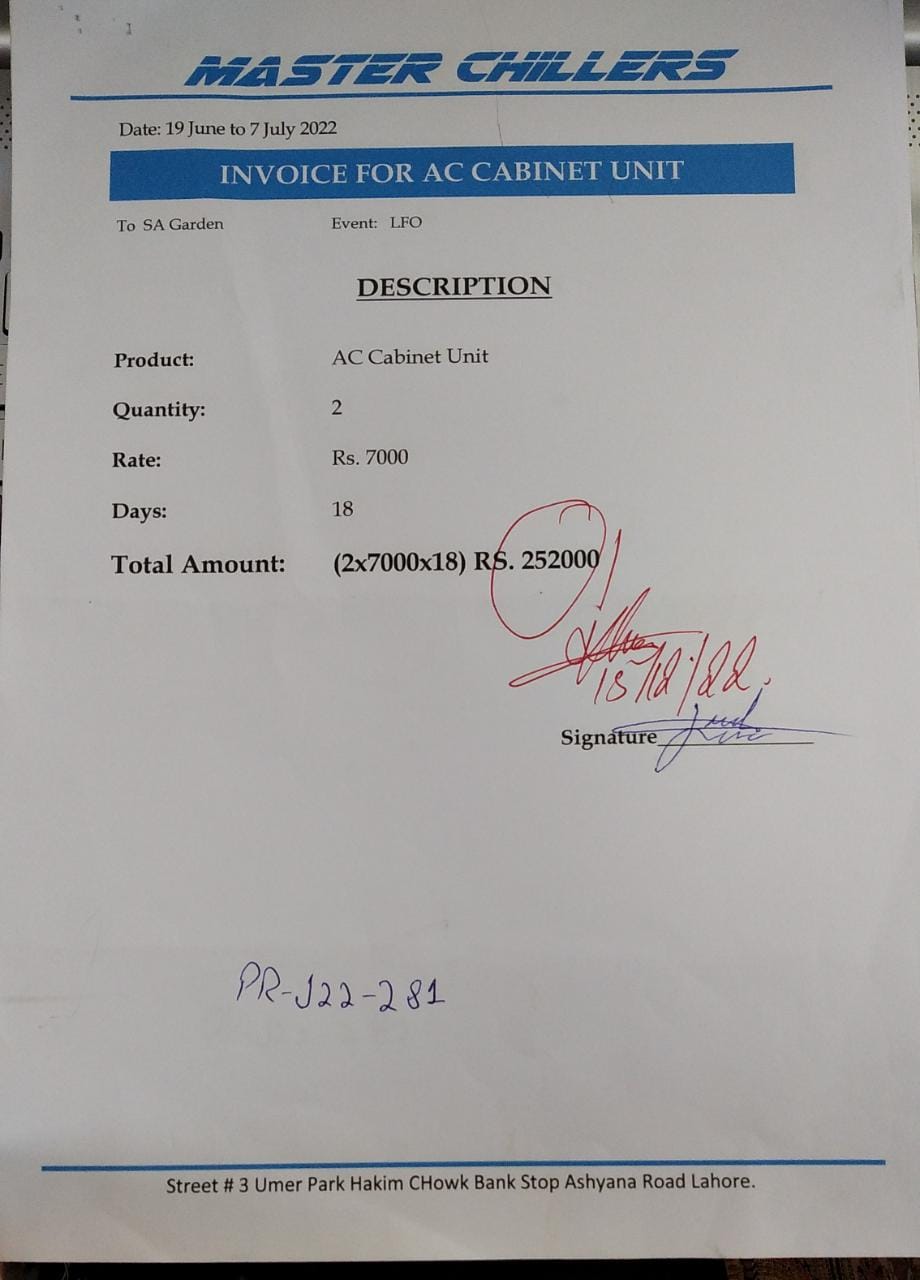 MASTER CHILLERS
Date: 19 June to 7 July 2022
INVOICE FOR AC CABINET UNIT
To SA Garden Event: LFO
DESCRIPTION
Product: AC Cabinet Unit
Quantity: 2
Rate: Rs. 7000
Days: 18
Total Amount: (2x7000x18) RS. 252000
15/12/22.
Signature
PR-J22-281
Street # 3 Umer Park Hakim CHowk Bank Stop Ashyana Road Lahore.